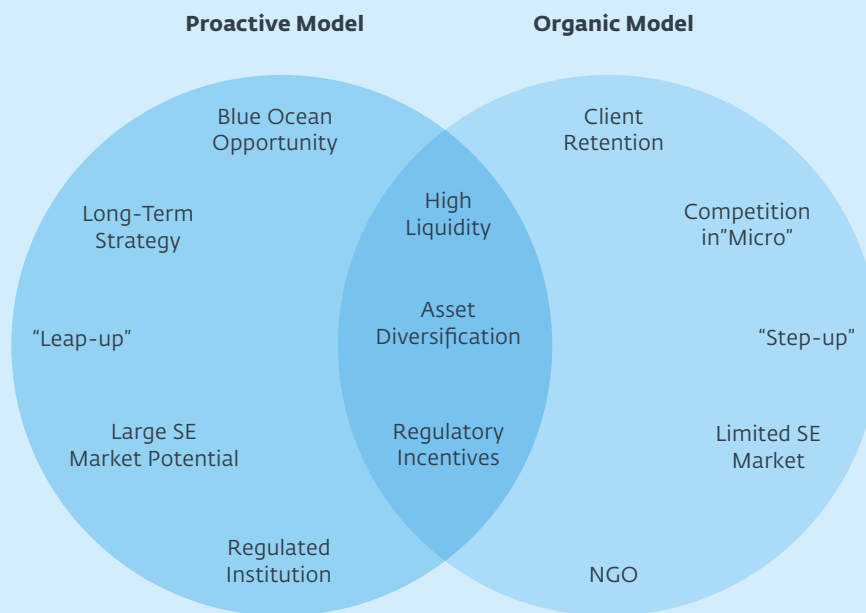 Proactive Model
Organic Model
Blue Ocean
Opportunity
Long-Term
Strategy
“Leap-up”
Large SE
Market Potential
Regulated
Institution
High
Liquidity
Asset
Diversification
Regulatory
Incentives
Client
Retention
Competition
in”Micro”
“Step-up”
Limited SE
Market
NGO